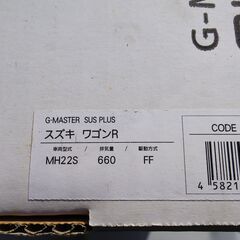 G-M
G-MASTER SUS PLUS
スズキ ワゴンR
車両型式 / 排気量 / 駆動方式
MH22S 660 FF
CODE
4 5821